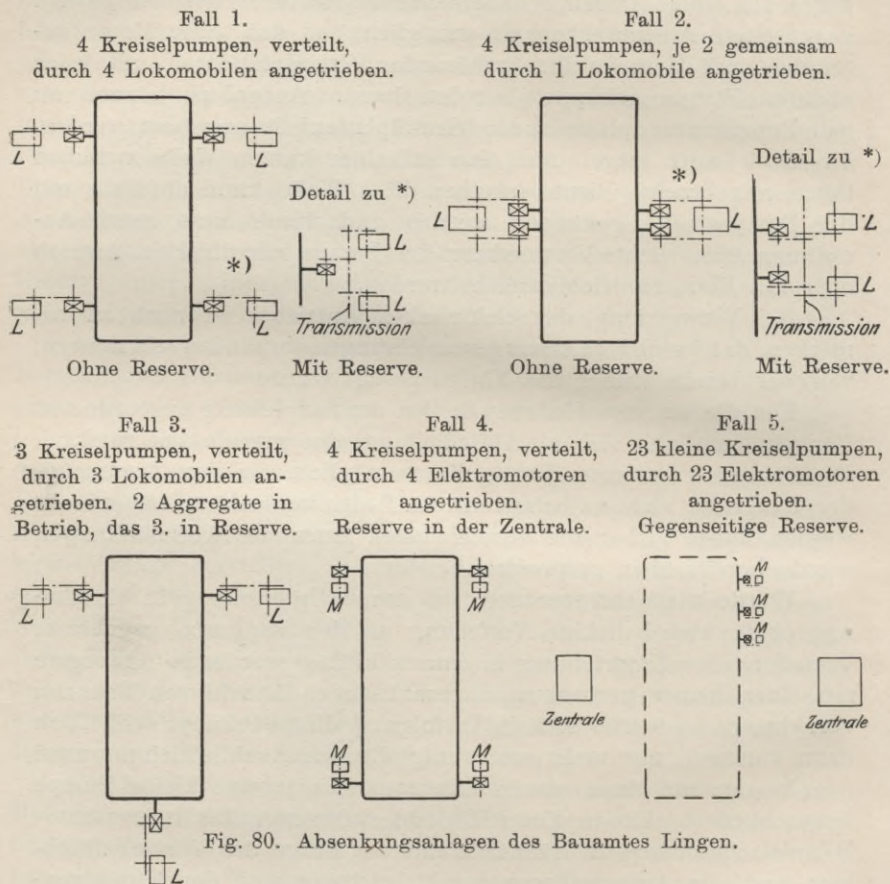 Fall 1.
4 Kreiselpumpen, verteilt,
durch 4 Lokomobilen angetrieben.
L
L
*)
L
L
Ohne Reserve.
Detail zu *)
L
L
Transmission
Mit Reserve.
Fall 2.
4 Kreiselpumpen, je 2 gemeinsam
durch 1 Lokomobile angetrieben.
*)
L
L
Ohne Reserve.
Detail zu *)
L
L
Transmission
Mit Reserve.
Fall 3.
3 Kreiselpumpen, verteilt,
durch 3 Lokomobilen an-
getrieben. 2 Aggregate in
Betrieb, das 3. in Reserve.
L
L
L
Fall 4.
4 Kreiselpumpen, verteilt,
durch 4 Elektromotoren
angetrieben.
Reserve in der Zentrale.
M
M
M
M
Zentrale
Fall 5.
23 kleine Kreiselpumpen,
durch 23 Elektromotoren
angetrieben.
Gegenseitige Reserve.
M
M
M
Zentrale
Fig. 80. Absenkungsanlagen des Bauamtes Lingen.